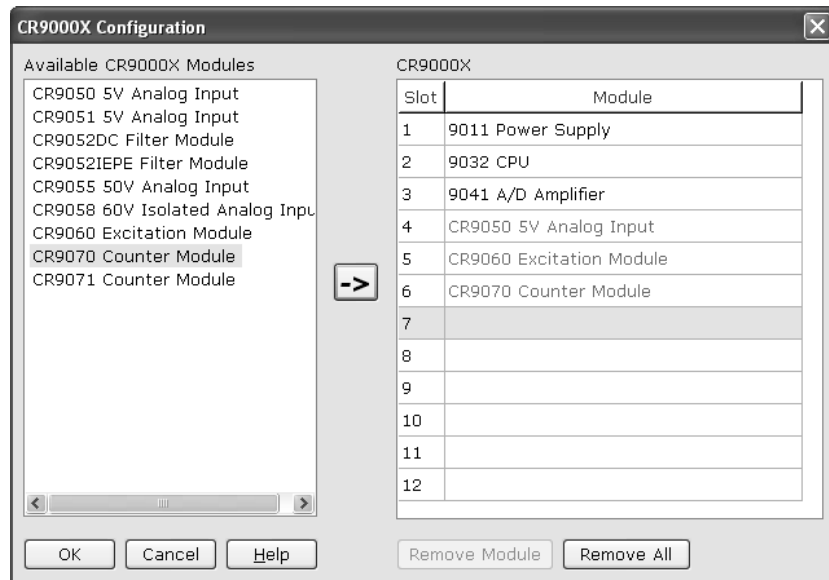 CR9000X Configuration
Available CR9000X Modules
CR9050 5V Analog Input
CR9051 5V Analog Input
CR9052DC Filter Module
CR9052IEPE Filter Module
CR9055 50V Analog Input
CR9058 60V Isolated Analog Inpu
CR9060 Excitation Module
CR9070 Counter Module
CR9071 Counter Module
->
CR9000X
Slot Module
1 9011 Power Supply
2 9032 CPU
3 9041 A/D Amplifier
4 CR9050 5V Analog Input
5 CR9060 Excitation Module
6 CR9070 Counter Module
7
8
9
10
11
12
OK Cancel Help Remove Module Remove All